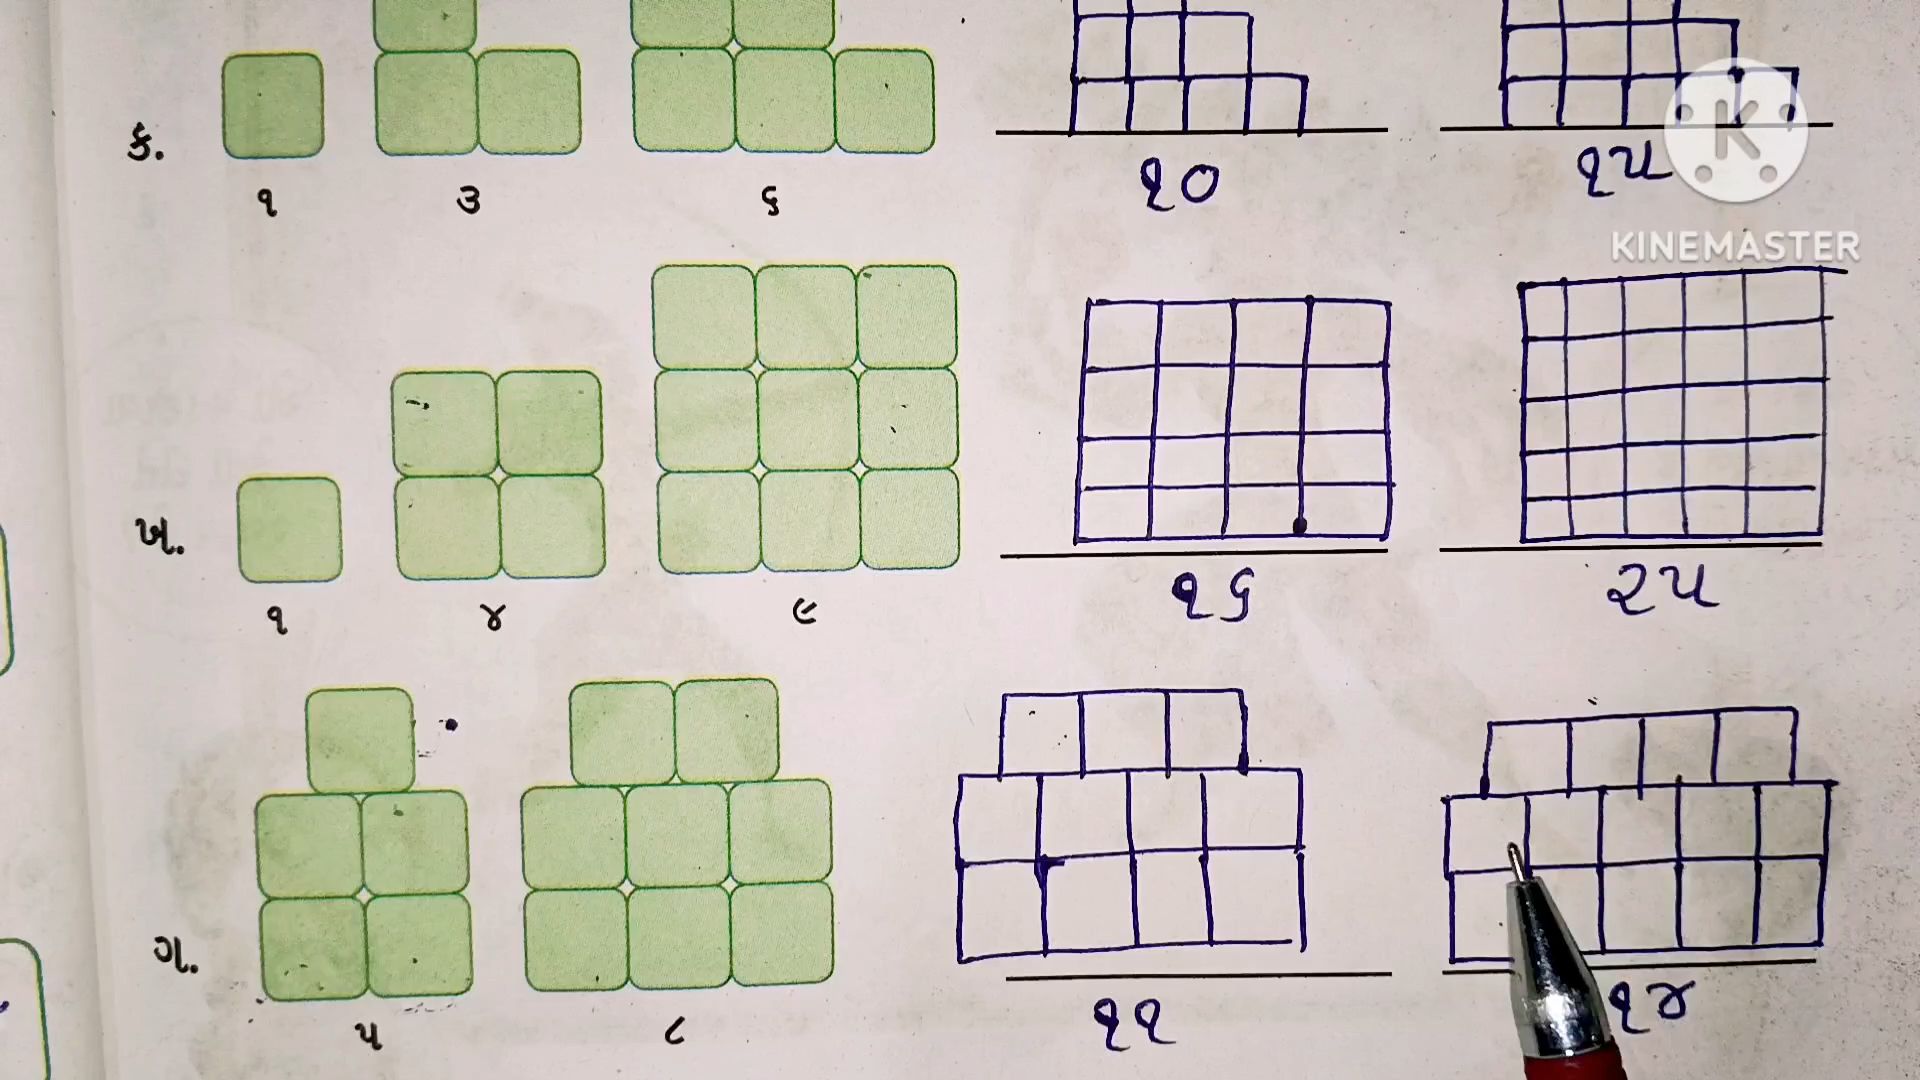 ક.
૧ ૩ ૬ ૧૦ ૧૫
K
KINEMASTER
ખ.
૧ ૪ ૯ ૧૬ ૨૫
ગ.
૫ ૮ ૧૧ ૧૪